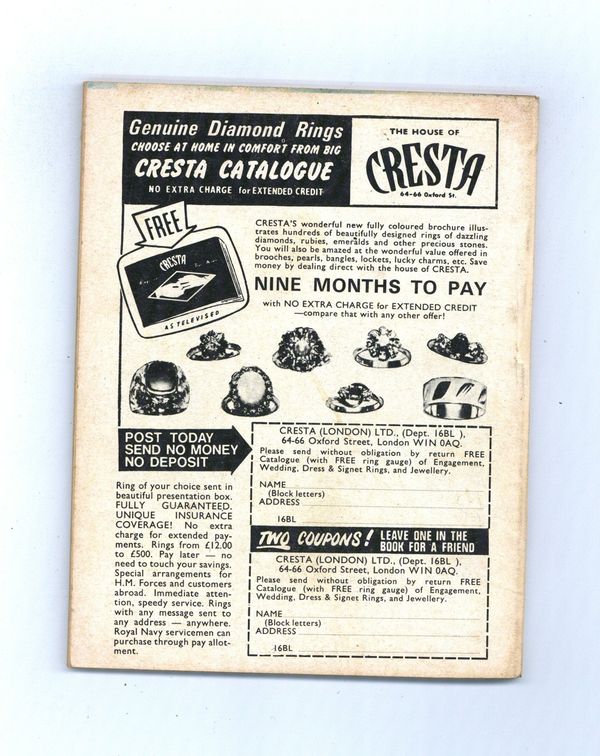 Genuine Diamond Rings
CHOOSE AT HOME IN COMFORT FROM BIG
CRESTA CATALOGUE
NO EXTRA CHARGE for EXTENDED CREDIT
THE HOUSE OF
CRESTA
64-66 Oxford St.
FREE
CRESTA
AS TELEVISED
CRESTA'S wonderful new fully coloured brochure illus-
trates hundreds of beautifully designed rings of dazzling
diamonds, rubies, emeralds and other precious stones.
You will also be amazed at the wonderful value offered in
brooches, pearls, bangles, lockets, lucky charms, etc. Save
money by dealing direct with the house of CRESTA.
NINE MONTHS TO PAY
with NO EXTRA CHARGE for EXTENDED CREDIT
—compare that with any other offer!
POST TODAY
SEND NO MONEY
NO DEPOSIT
Ring of your choice sent in
beautiful presentation box.
FULLY GUARANTEED.
UNIQUE INSURANCE
COVERAGE! No extra
charge for extended pay-
ments. Rings from £12.00
to £500. Pay later — no
need to touch your savings.
Special arrangements for
H.M. Forces and customers
abroad. Immediate atten-
tion, speedy service. Rings
with any message sent to
any address — anywhere.
Royal Navy servicemen can
purchase through pay allot-
ment.
CRESTA (LONDON) LTD., (Dept. 16BL ),
64-66 Oxford Street, London W1N 0AQ.
Please send without obligation by return FREE
Catalogue (with FREE ring gauge) of Engagement,
Wedding, Dress & Signet Rings, and Jewellery.
NAME
(Block letters)
ADDRESS
16BL
TWO COUPONS! LEAVE ONE IN THE
BOOK FOR A FRIEND
CRESTA (LONDON) LTD., (Dept. 16BL ),
64-66 Oxford Street, London W1N 0AQ.
Please send without obligation by return FREE
Catalogue (with FREE ring gauge) of Engagement,
Wedding, Dress & Signet Rings, and Jewellery.
NAME
(Block letters)
ADDRESS
16BL